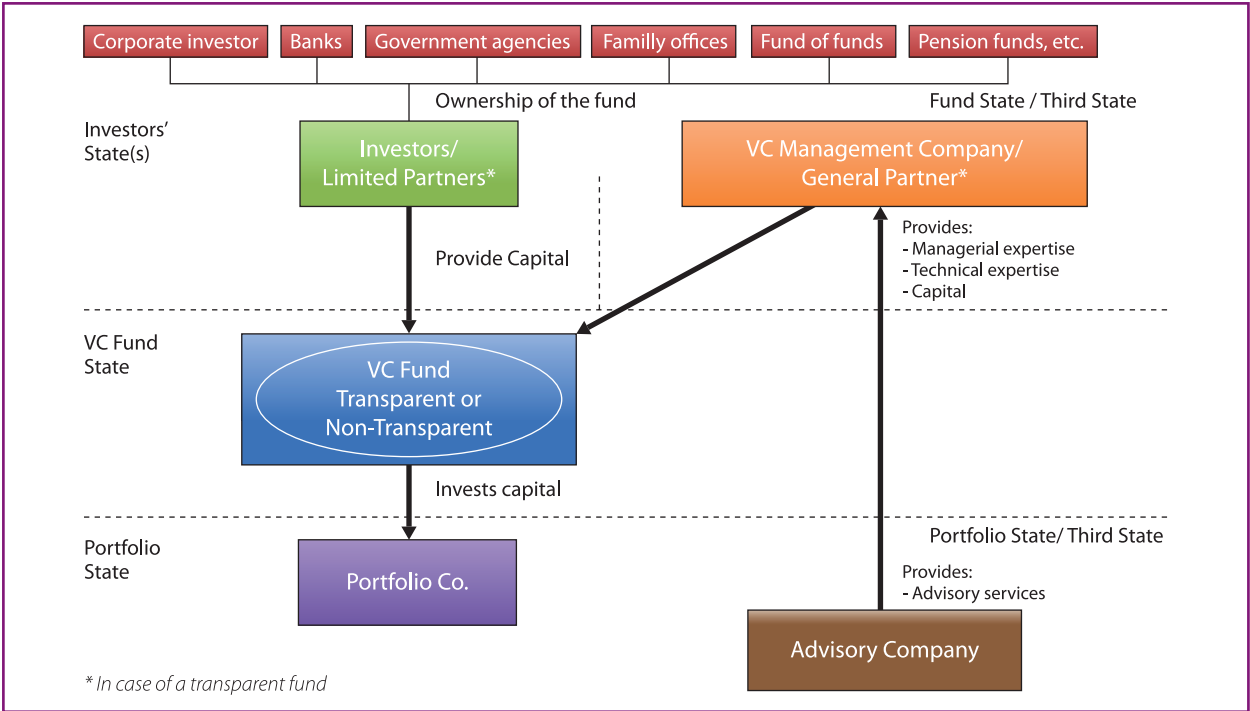 Corporate investor
Banks
Government agencies
Familly offices
Fund of funds
Pension funds, etc.
Ownership of the fund
Fund State / Third State
Investors'
State(s)
Investors/
Limited Partners*
VC Management Company/
General Partner*
Provide Capital
Provides:
- Managerial expertise
- Technical expertise
- Capital
VC Fund
State
VC Fund
Transparent or
Non-Transparent
Invests capital
Portfolio State/ Third State
Portfolio
State
Portfolio Co.
Provides:
- Advisory services
Advisory Company
* In case of a transparent fund